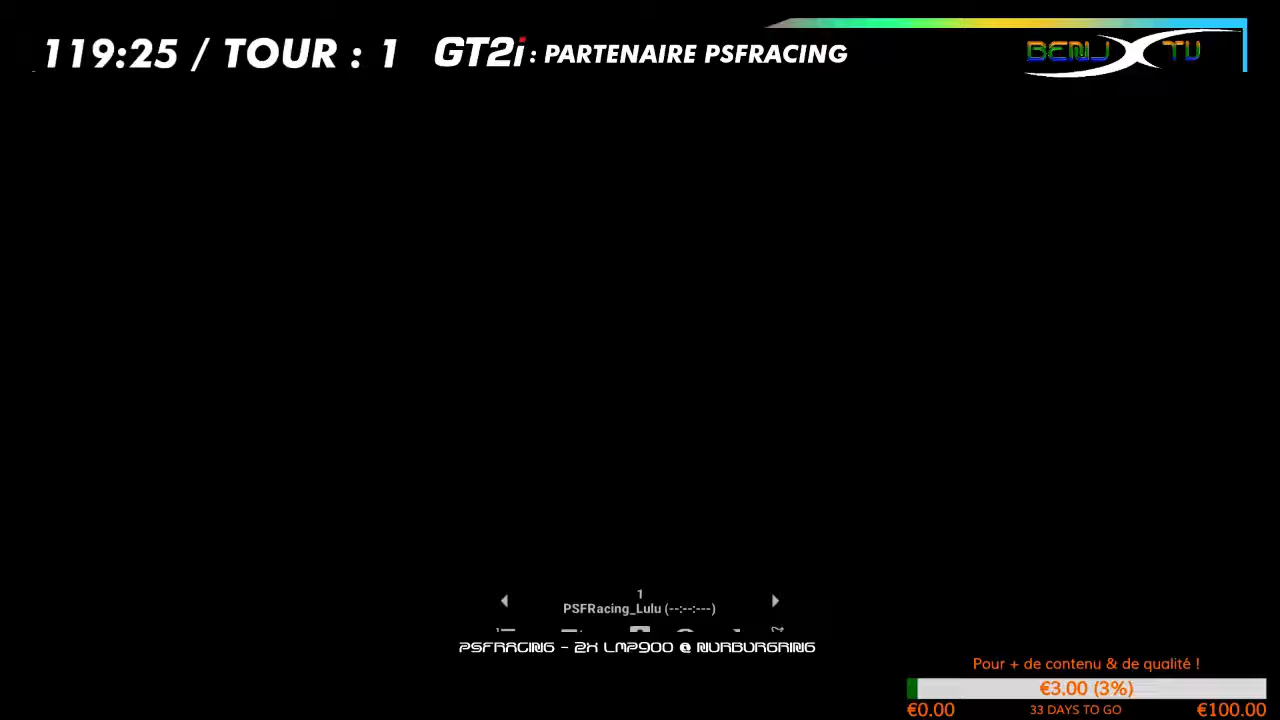 119:25 / TOUR : 1 GT2i : PARTENAIRE PSFRACING
BENJ X TV
1
PSFRacing_Lulu (--:--:---)
PSFRACING - 2X LMP900 @ NURBURGRING
Pour + de contenu & de qualité !
€3.00 (3%)
€0.00 33 DAYS TO GO €100.00